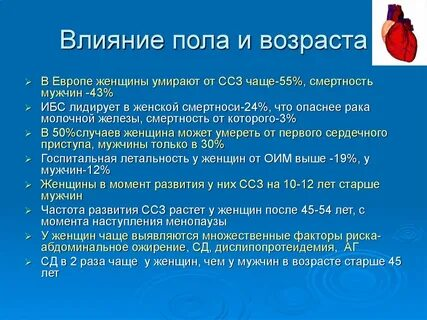 Влияние пола и возраста
В Европе женщины умирают от ССЗ чаще-55%, смертность
мужчин -43%
ИБС лидирует в женской смертноси-24%, что опаснее рака
молочной железы, смертность от которого-3%
В 50%случаев женщина может умереть от первого сердечного
приступа, мужчины только в 30%
Госпитальная летальность у женщин от ОИМ выше -19%, у
мужчин-12%
Женщины в момент развития у них ССЗ на 10-12 лет старше
мужчин
Частота развития ССЗ растет у женщин после 45-54 лет, с
момента наступления менопаузы
У женщин чаще выявляются множественные факторы риска-
абдоминальное ожирение, СД, дислипопротеидемия, АГ
СД в 2 раза чаще у женщин, чем у мужчин в возрасте старше 45
лет